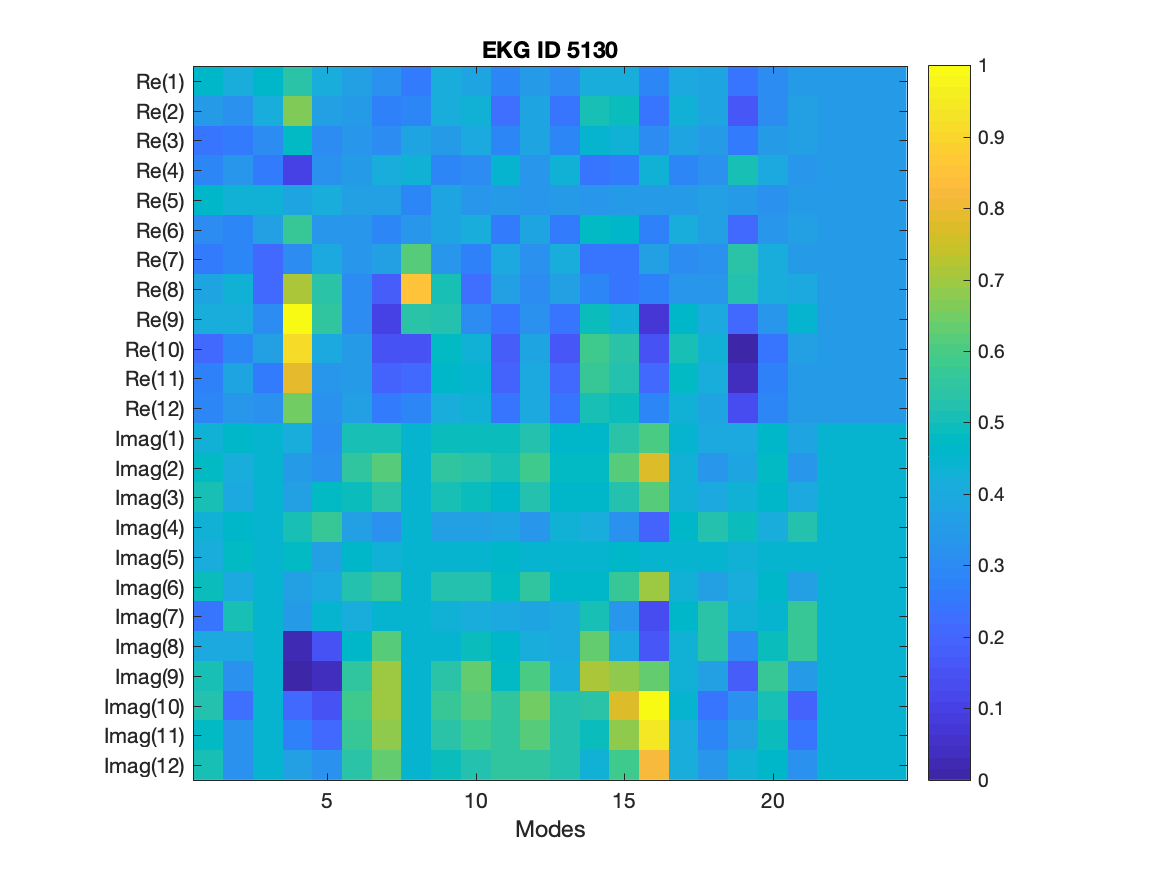 EKG ID 5130
Re(1)
Re(2)
Re(3)
Re(4)
Re(5)
Re(6)
Re(7)
Re(8)
Re(9)
Re(10)
Re(11)
Re(12)
Imag(1)
Imag(2)
Imag(3)
Imag(4)
Imag(5)
Imag(6)
Imag(7)
Imag(8)
Imag(9)
Imag(10)
Imag(11)
Imag(12)
5 10 15 20
Modes
1
0.9
0.8
0.7
0.6
0.5
0.4
0.3
0.2
0.1
0